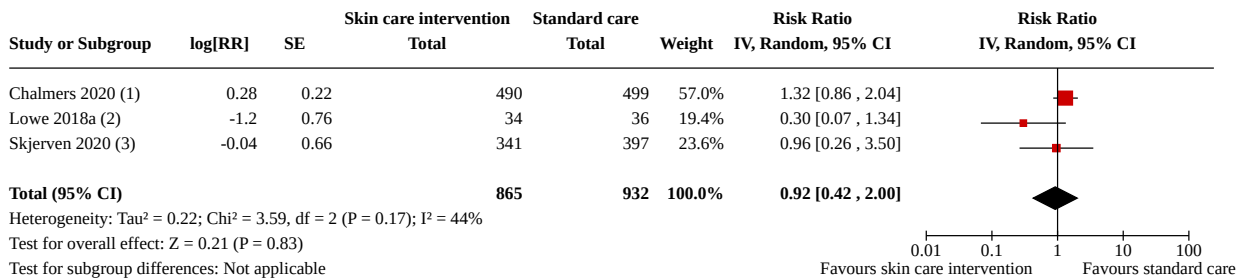 Skin care intervention Standard care Risk Ratio Risk Ratio
Study or Subgroup log[RR] SE Total Total Weight IV, Random, 95% CI IV, Random, 95% CI
Chalmers 2020 (1) 0.28 0.22 490 499 57.0% 1.32 [0.86 , 2.04]
Lowe 2018a (2) -1.2 0.76 34 36 19.4% 0.30 [0.07 , 1.34]
Skjerven 2020 (3) -0.04 0.66 341 397 23.6% 0.96 [0.26 , 3.50]
Total (95% CI) 865 932 100.0% 0.92 [0.42 , 2.00]
Heterogeneity: Tau² = 0.22; Chi² = 3.59, df = 2 (P = 0.17); I² = 44%
Test for overall effect: Z = 0.21 (P = 0.83)
0.01 0.1 1 10 100
Test for subgroup differences: Not applicable
Favours skin care intervention Favours standard care